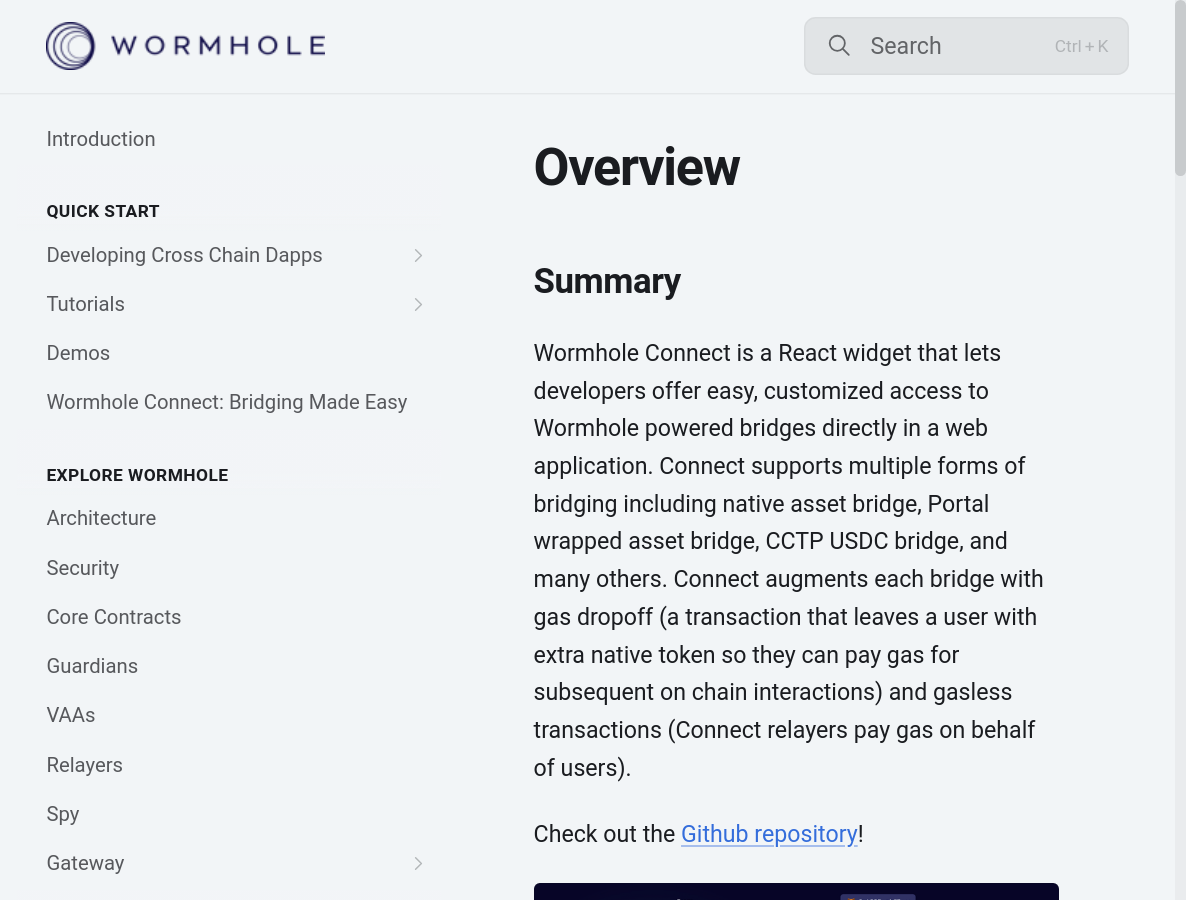 WORMHOLE
Search
Ctrl + K
Introduction
QUICK START
Developing Cross Chain Dapps
Tutorials
Demos
Wormhole Connect: Bridging Made Easy
EXPLORE WORMHOLE
Architecture
Security
Core Contracts
Guardians
VAAs
Relayers
Spy
Gateway
Overview
Summary
Wormhole Connect is a React widget that lets
developers offer easy, customized access to
Wormhole powered bridges directly in a web
application. Connect supports multiple forms of
bridging including native asset bridge, Portal
wrapped asset bridge, CCTP USDC bridge, and
many others. Connect augments each bridge with
gas dropoff (a transaction that leaves a user with
extra native token so they can pay gas for
subsequent on chain interactions) and gasless
transactions (Connect relayers pay gas on behalf
of users).
Check out the Github repository!